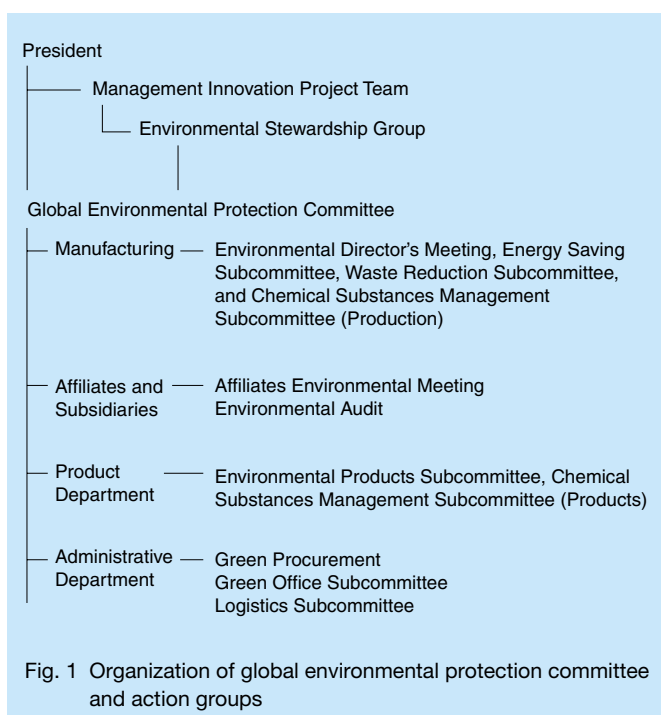 President
Management Innovation Project Team
Environmental Stewardship Group
Global Environmental Protection Committee
Manufacturing
Environmental Director's Meeting, Energy Saving
Subcommittee, Waste Reduction Subcommittee,
and Chemical Substances Management
Subcommittee (Production)
Affiliates and
Subsidiaries
Affiliates Environmental Meeting
Environmental Audit
Product
Department
Environmental Products Subcommittee, Chemical
Substances Management Subcommittee (Products)
Administrative
Department
Green Procurement
Green Office Subcommittee
Logistics Subcommittee
Fig. 1 Organization of global environmental protection committee
and action groups